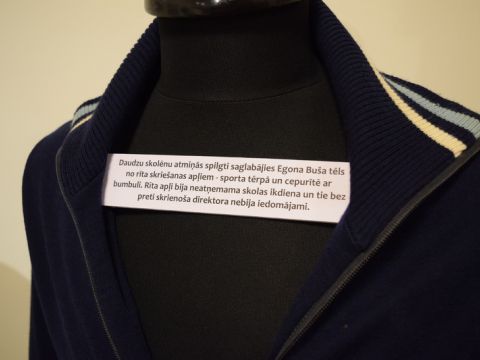 Daudzu skolēnu atmiņās spilgti saglabājies Egona Buša tēls
no rīta skriešanas apļiem - sporta tērpā un cepurītē ar
bumbuli. Rīta apļi bija neatņemama skolas ikdiena un tie bez
pretī skrienoša direktora nebija iedomājami.